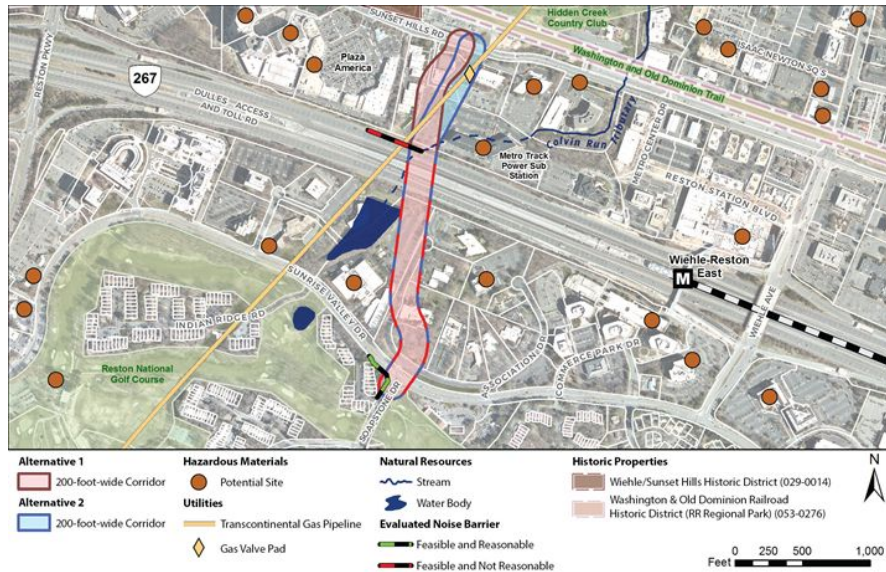 SUNSET HILLS RD
Hidden Creek
Country Club
ISAAC NEWTON SQ S
RESTON PKWY
267
Plaza
America
Washington and Old Dominion Trail
DULLES - ACCESS
AND TOLL RD
Colvin Run Tributary
Metro Track
Power Sub
Station
METRO CENTER DR
RESTON STATION BLVD
Wiehle-Reston
East
M
WIEHLE AVE
SUNRISE VALLEY DR
INDIAN RIDGE RD
Reston National
Golf Course
SOAPSTONE DR
ASSOCIATION DR
COMMERCE PARK DR
Alternative 1
200-foot-wide Corridor
Alternative 2
200-foot-wide Corridor
Hazardous Materials
Potential Site
Utilities
Transcontinental Gas Pipeline
Gas Valve Pad
Natural Resources
Stream
Water Body
Evaluated Noise Barrier
Feasible and Reasonable
Feasible and Not Reasonable
Historic Properties
Wiehle/Sunset Hills Historic District (029-0014)
Washington & Old Dominion Railroad
Historic District (RR Regional Park) (053-0276)
N
Feet
0 250 500 1,000